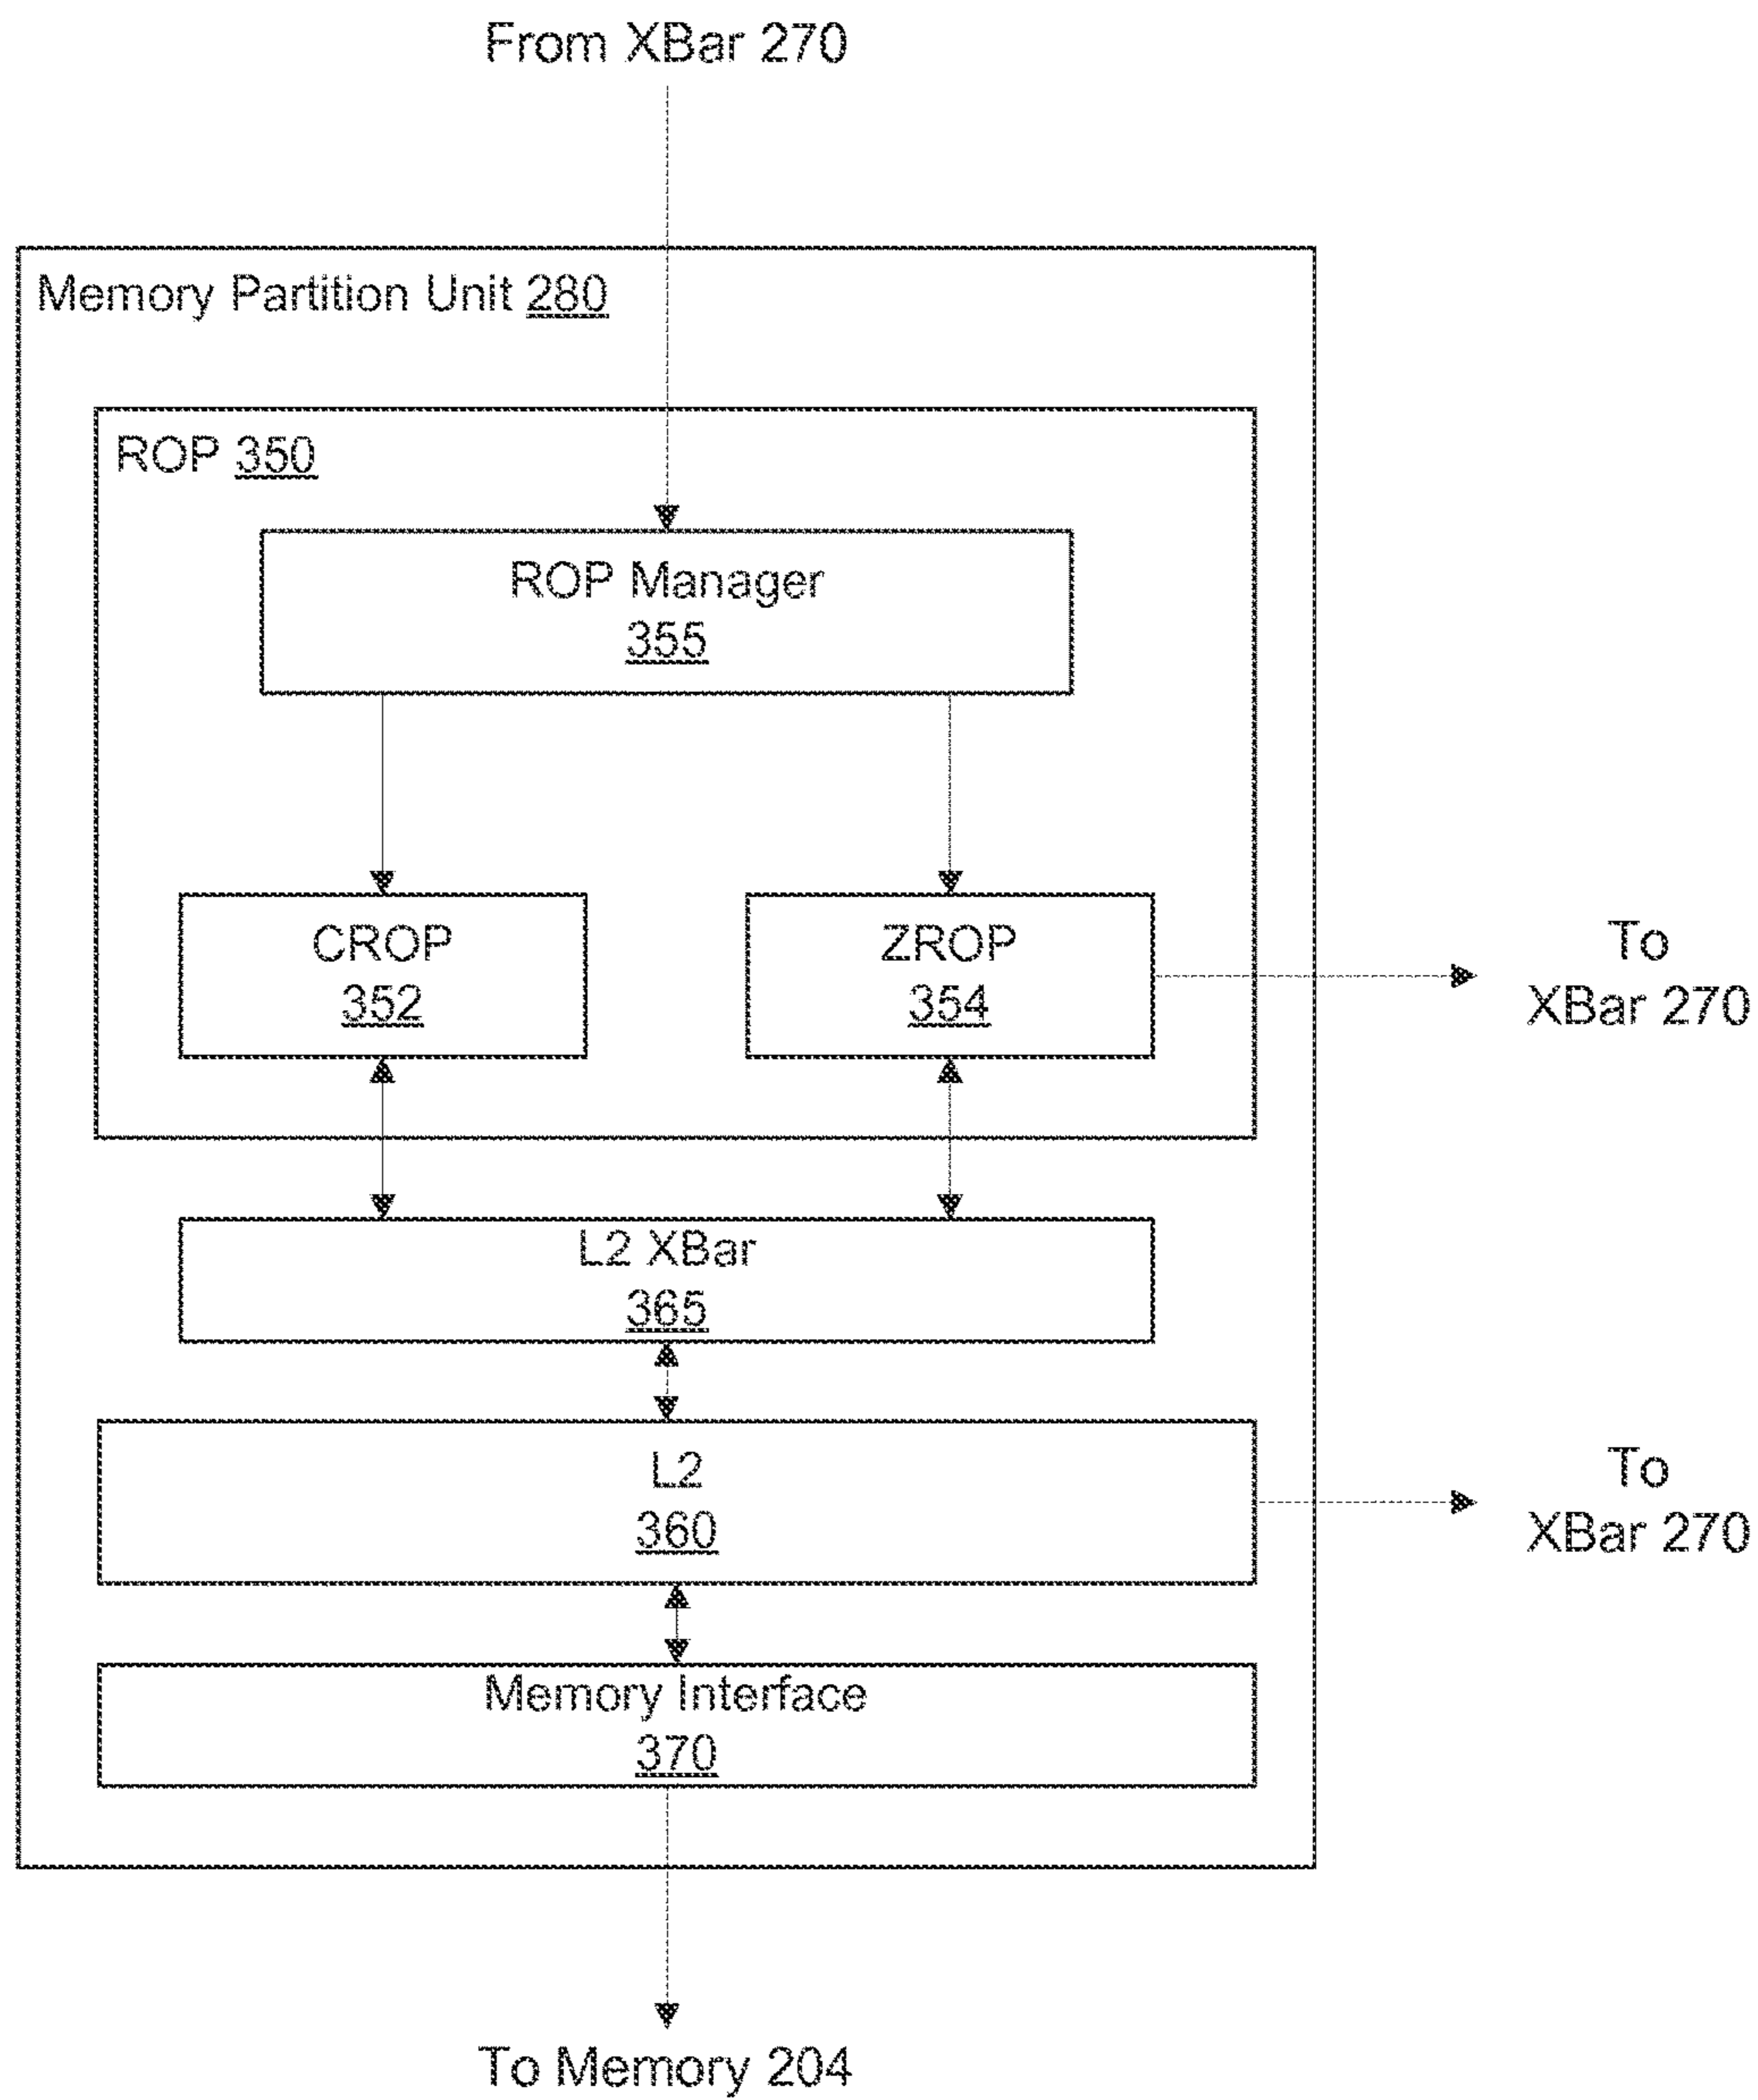 From XBar 270
Memory Partition Unit 280
ROP 350
ROP Manager
355
CROP
352
ZROP
354
To
XBar 270
L2 XBar
365
L2
360
To
XBar 270
Memory Interface
370
To Memory 204